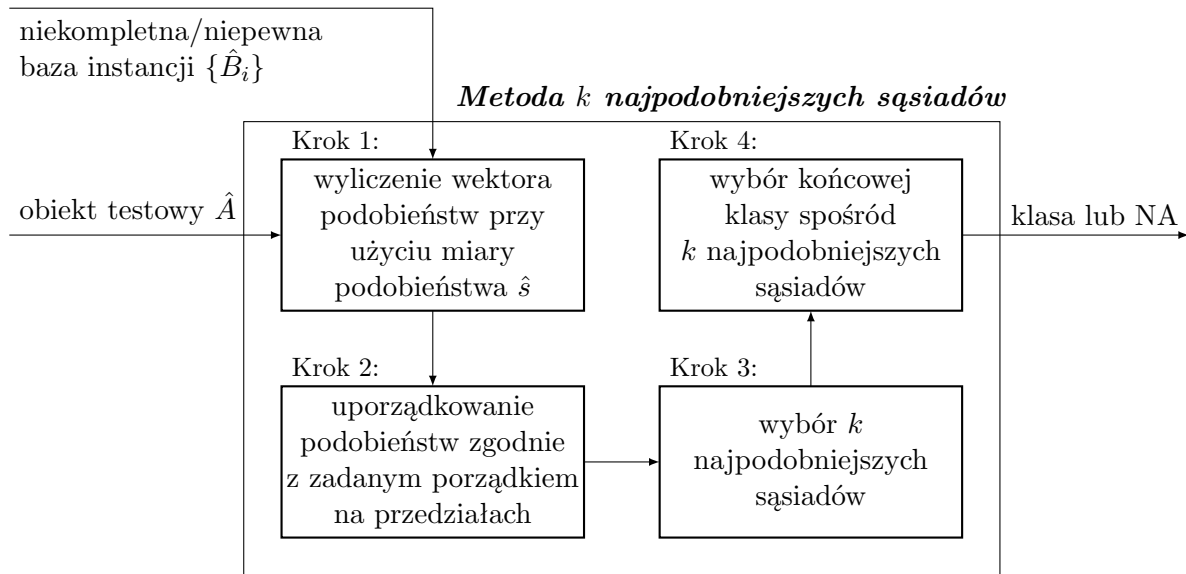 niekompletna/niepewna
baza instancji {B̂ᵢ}
Metoda k najpodobniejszych sąsiadów
obiekt testowy Â
Krok 1:
wyliczenie wektora
podobieństw przy
użyciu miary
podobieństwa ŝ
Krok 2:
uporządkowanie
podobieństw zgodnie
z zadanym porządkiem
na przedziałach
Krok 3:
wybór k
najpodobniejszych
sąsiadów
Krok 4:
wybór końcowej
klasy spośród
k najpodobniejszych
sąsiadów
klasa lub NA